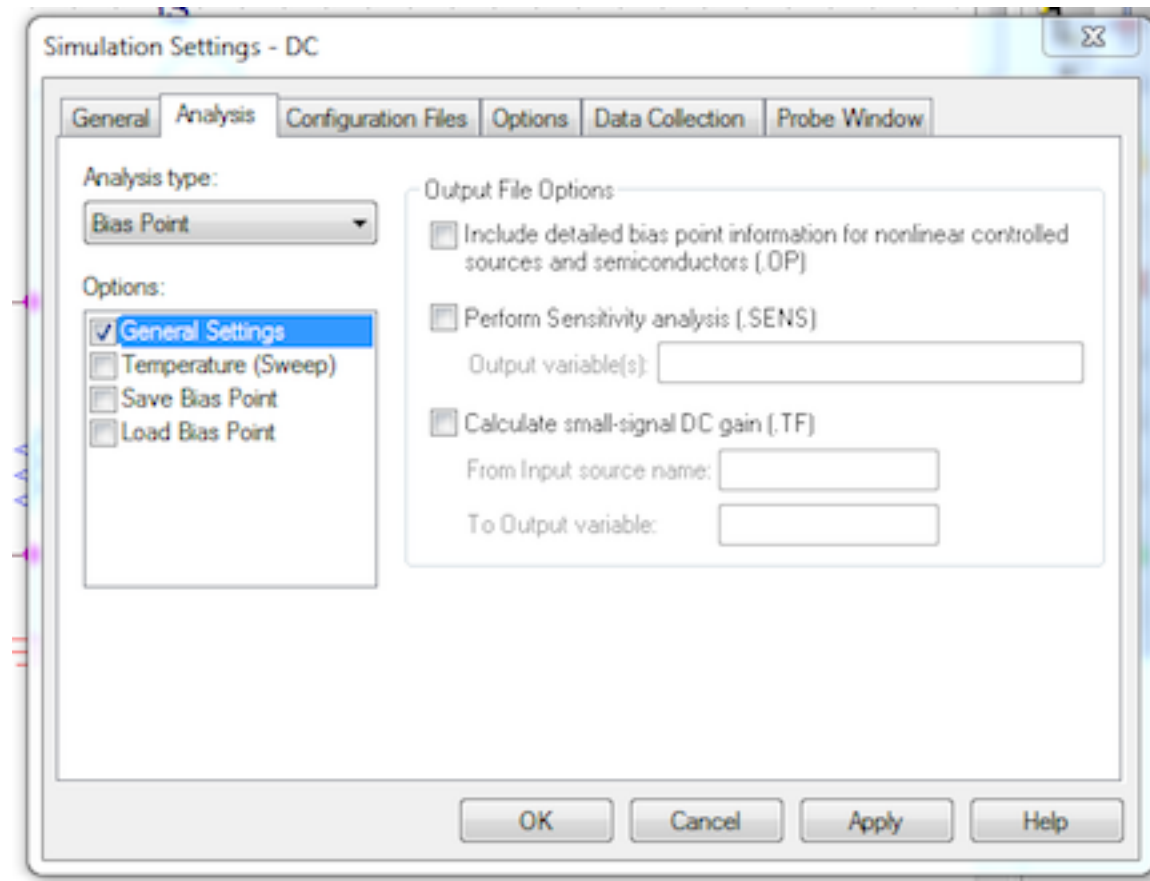 Simulation Settings - DC
General Analysis Configuration Files Options Data Collection Probe Window
Analysis type:
Bias Point
Options:
General Settings
Temperature (Sweep)
Save Bias Point
Load Bias Point
Output File Options
Include detailed bias point information for nonlinear controlled
sources and semiconductors (.OP)
Perform Sensitivity analysis (.SENS)
Output variable(s):
Calculate small-signal DC gain (.TF)
From Input source name:
To Output variable:
OK Cancel Apply Help